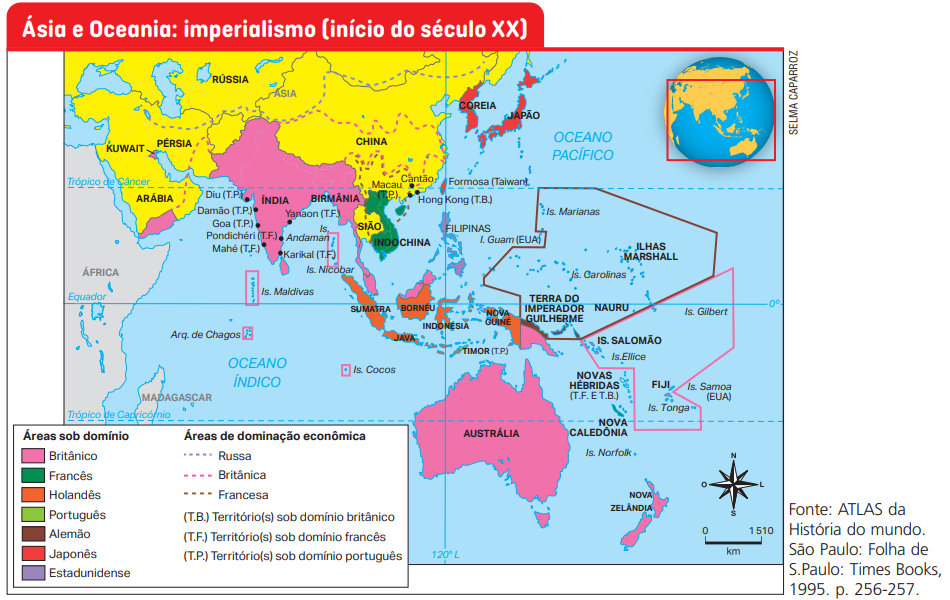 Ásia e Oceania: imperialismo (início do século XX)
SELMA CAPARROZ
RÚSSIA
ÁSIA
COREIA
JAPÃO
OCEANO
PACÍFICO
CHINA
KUWAIT
PÉRSIA
Trópico de Câncer
ARÁBIA
Cantão
Macau
(T.P.)
Formosa (Taiwan)
Hong Kong (T.B.)
Diu (T.P.)
Damão (T.P.)
Goa (T.P.)
Pondichéri (T.F.)
Mahé (T.F.)
ÍNDIA
BIRMÂNIA
Yanaon (T.F.)
Is.
Andaman
Karikal (T.F.)
Is. Nicobar
SIÃO
INDOCHINA
FILIPINAS
Is. Marianas
I. Guam (EUA)
ILHAS
MARSHALL
Is. Carolinas
ÁFRICA
Is. Maldivas
Equador
0º
SUMATRA
BORNÉU
INDONÉSIA
JAVA
NOVA
GUINÉ
TERRA DO
IMPERADOR
GUILHERME
NAURU
Is. Gilbert
Arq. de Chagos
TIMOR (T.P.)
IS. SALOMÃO
Is.Ellice
OCEANO
ÍNDICO
Is. Cocos
NOVAS
HÉBRIDAS
(T.F. E T.B.)
FIJI
Is. Samoa
(EUA)
Is. Tonga
MADAGASCAR
Trópico de Capricórnio
NOVA
CALEDÔNIA
AUSTRÁLIA
Is. Norfolk
NOVA
ZELÂNDIA
120º L
N
O
L
S
0
1 510
km
Áreas sob domínio
Britânico
Francês
Holandês
Português
Alemão
Japonês
Estadunidense
Áreas de dominação econômica
Russa
Britânica
Francesa
(T.B.) Território(s) sob domínio britânico
(T.F.) Território(s) sob domínio francês
(T.P.) Território(s) sob domínio português
Fonte: ATLAS da
História do mundo.
São Paulo: Folha de
S.Paulo: Times Books,
1995. p. 256-257.